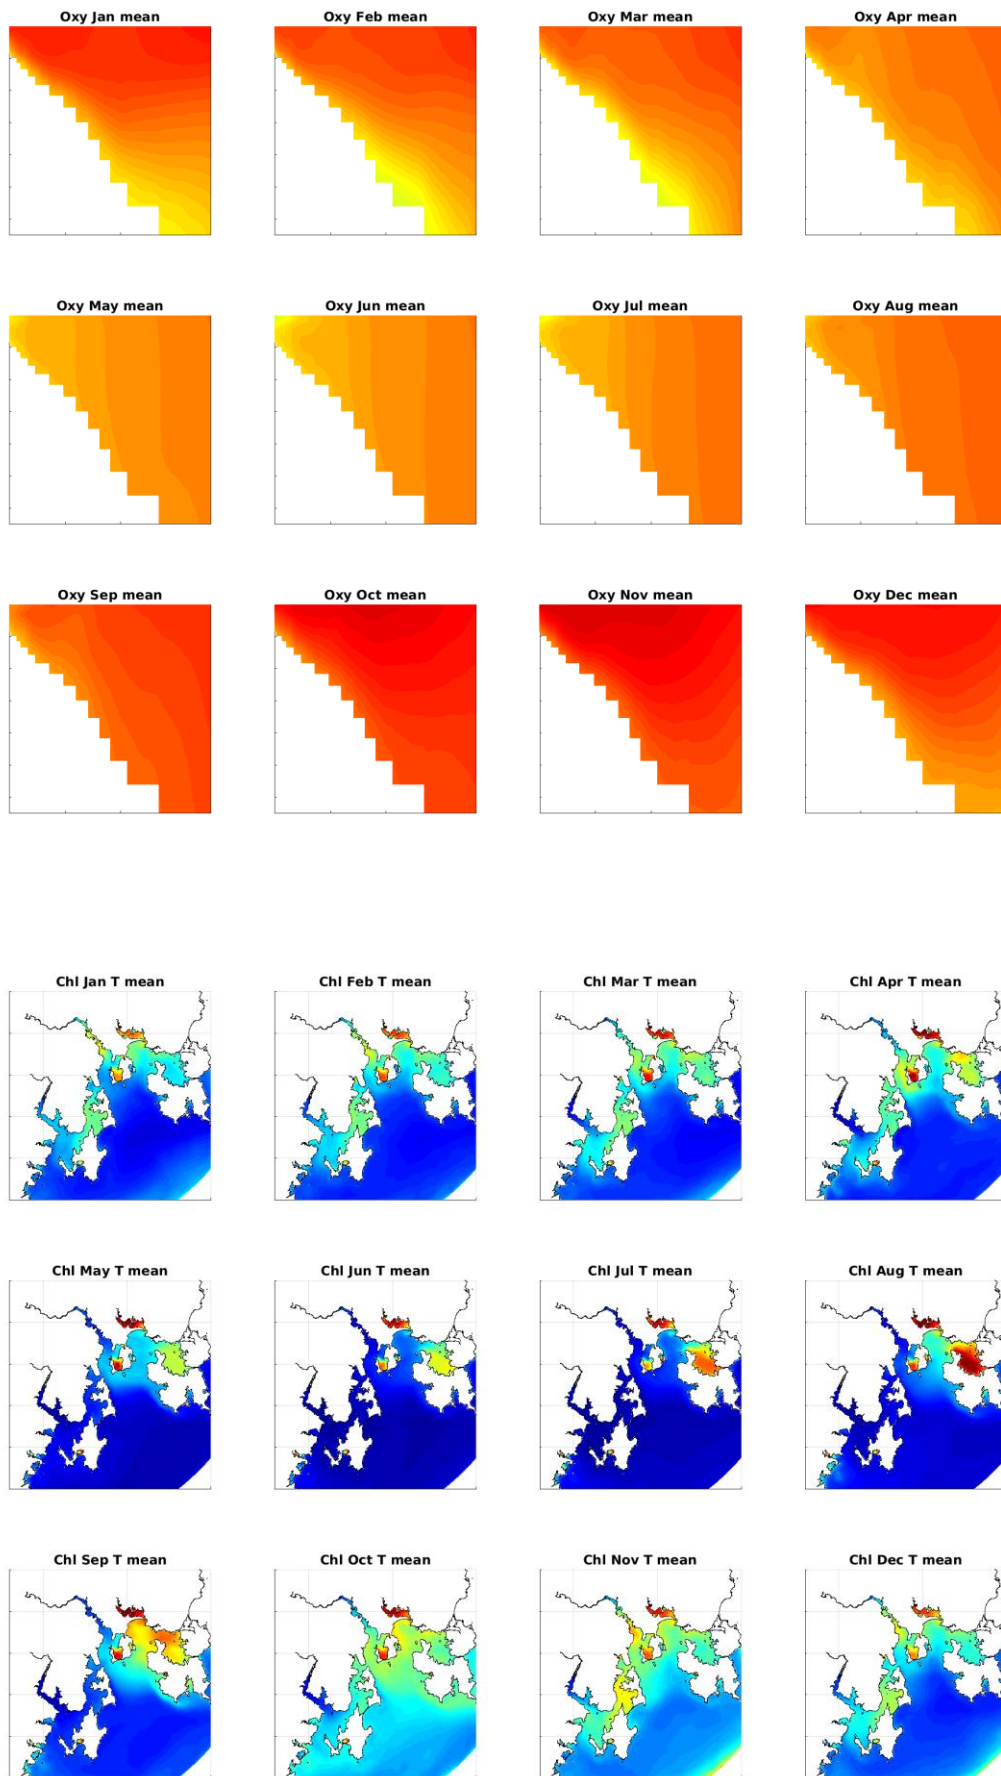 Oxy Jan mean
Oxy Feb mean
Oxy Mar mean
Oxy Apr mean
Oxy May mean
Oxy Jun mean
Oxy Jul mean
Oxy Aug mean
Oxy Sep mean
Oxy Oct mean
Oxy Nov mean
Oxy Dec mean
Chl Jan T mean
Chl Feb T mean
Chl Mar T mean
Chl Apr T mean
Chl May T mean
Chl Jun T mean
Chl Jul T mean
Chl Aug T mean
Chl Sep T mean
Chl Oct T mean
Chl Nov T mean
Chl Dec T mean